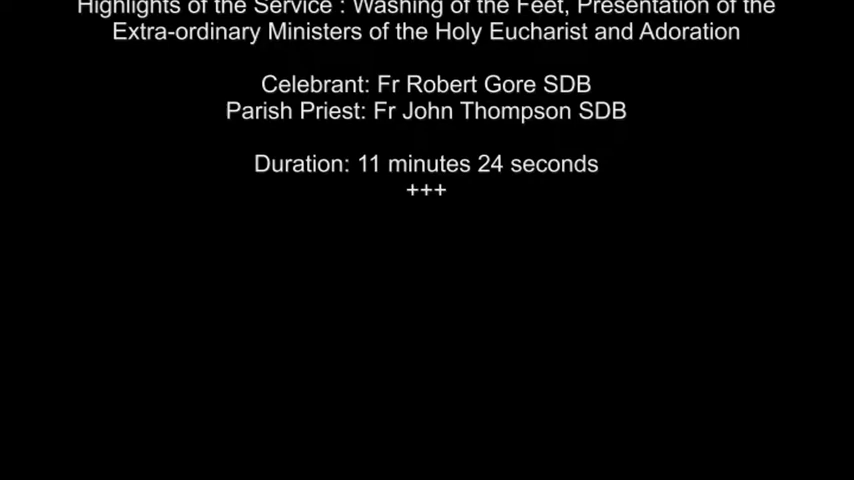 Highlights of the Service : Washing of the Feet, Presentation of the
Extra-ordinary Ministers of the Holy Eucharist and Adoration
Celebrant: Fr Robert Gore SDB
Parish Priest: Fr John Thompson SDB
Duration: 11 minutes 24 seconds
+++